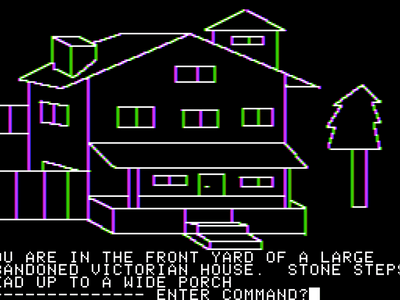 OU ARE IN THE FRONT YARD OF A LARGE
BANDONED VICTORIAN HOUSE. STONE STEPS
EAD UP TO A WIDE PORCH
-------------- ENTER COMMAND?